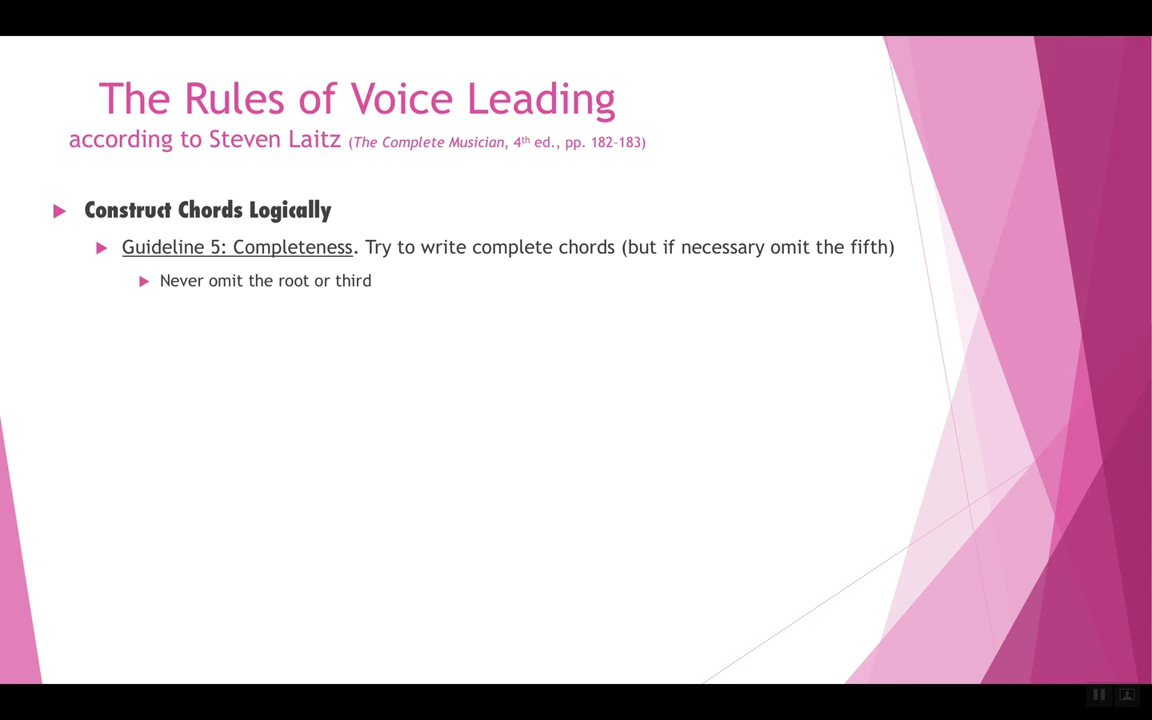 The Rules of Voice Leading
according to Steven Laitz (The Complete Musician, 4th ed., pp. 182-183)
Construct Chords Logically
Guideline 5: Completeness. Try to write complete chords (but if necessary omit the fifth)
Never omit the root or third